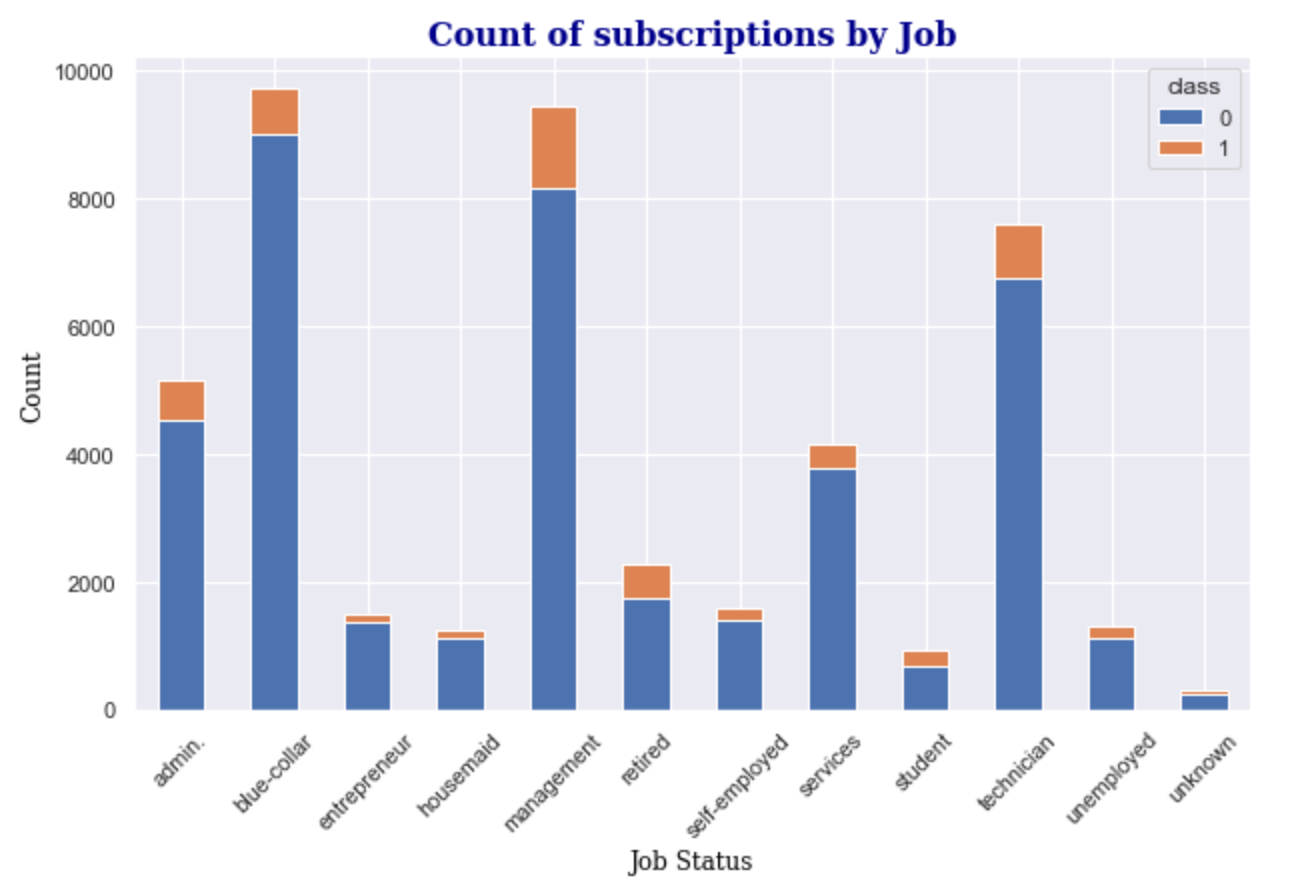 Count of subscriptions by Job
class
0
1
10000
8000
6000
4000
2000
0
Count
admin.
blue-collar
entrepreneur
housemaid
management
retired
self-employed
services
student
technician
unemployed
unknown
Job Status